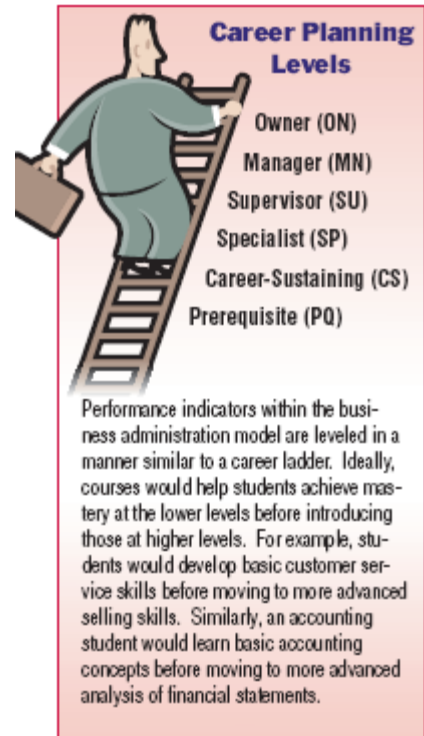 Career Planning
Levels
Owner (ON)
Manager (MN)
Supervisor (SU)
Specialist (SP)
Career-Sustaining (CS)
Prerequisite (PQ)
Performance indicators within the busi-
ness administration model are leveled in a
manner similar to a career ladder.  Ideally,
courses would help students achieve mas-
tery at the lower levels before introducing
those at higher levels.  For example, stu-
dents would develop basic customer ser-
vice skills before moving to more advanced
selling skills.  Similarly, an accounting
student would learn basic accounting
concepts before moving to more advanced
analysis of financial statements.